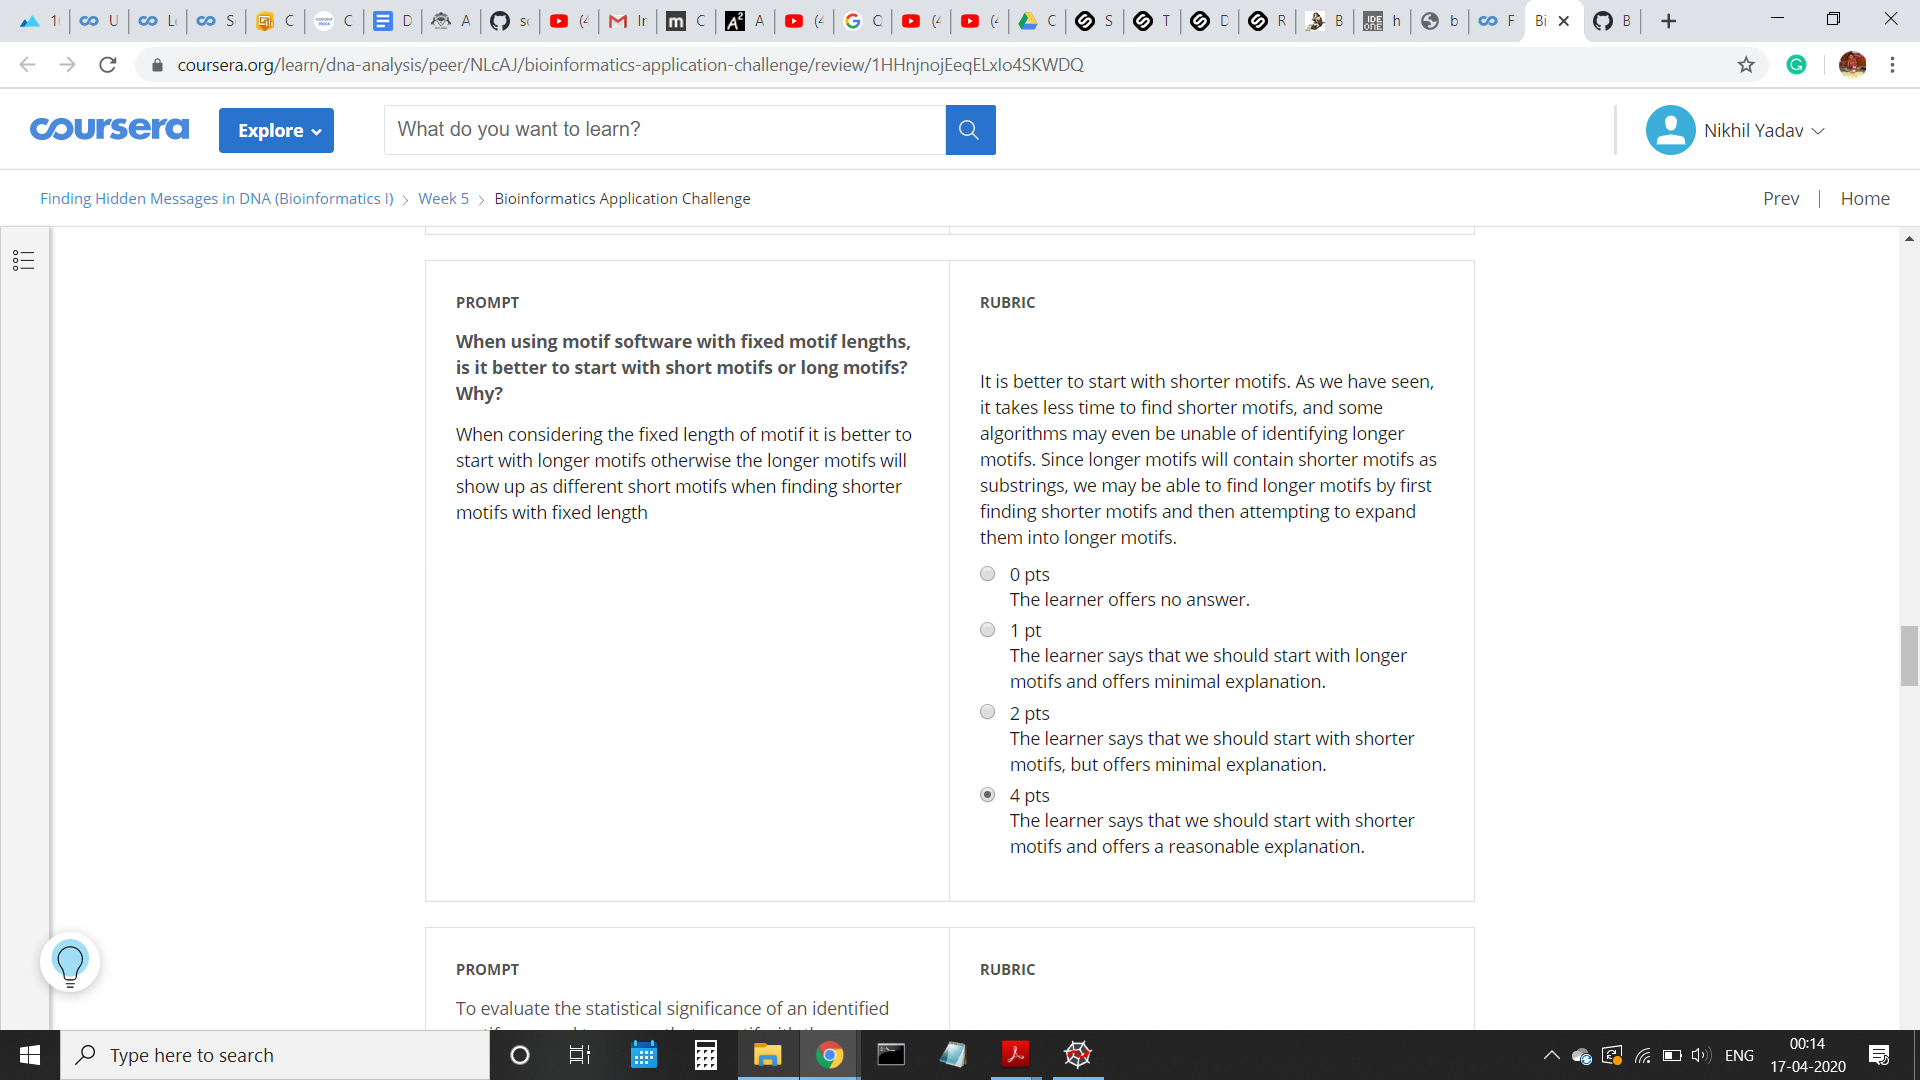 coursera.org/learn/dna-analysis/peer/NLcAJ/bioinformatics-application-challenge/review/1HHnjnojEeqELxIo4SKWDQ
coursera
Explore
What do you want to learn?
Nikhil Yadav
Finding Hidden Messages in DNA (Bioinformatics I) > Week 5 > Bioinformatics Application Challenge
Prev | Home
PROMPT
When using motif software with fixed motif lengths,
is it better to start with short motifs or long motifs?
Why?
When considering the fixed length of motif it is better to
start with longer motifs otherwise the longer motifs will
show up as different short motifs when finding shorter
motifs with fixed length
RUBRIC
It is better to start with shorter motifs. As we have seen,
it takes less time to find shorter motifs, and some
algorithms may even be unable of identifying longer
motifs. Since longer motifs will contain shorter motifs as
substrings, we may be able to find longer motifs by first
finding shorter motifs and then attempting to expand
them into longer motifs.
0 pts
The learner offers no answer.
1 pt
The learner says that we should start with longer
motifs and offers minimal explanation.
2 pts
The learner says that we should start with shorter
motifs, but offers minimal explanation.
4 pts
The learner says that we should start with shorter
motifs and offers a reasonable explanation.
PROMPT
To evaluate the statistical significance of an identified
RUBRIC
Type here to search
ENG
00:14
17-04-2020